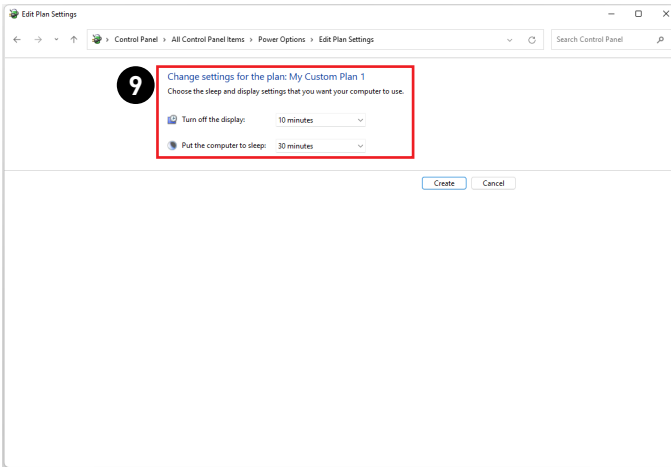 Edit Plan Settings
Control Panel > All Control Panel Items > Power Options > Edit Plan Settings
Search Control Panel
9
Change settings for the plan: My Custom Plan 1
Choose the sleep and display settings that you want your computer to use.
Turn off the display: 10 minutes
Put the computer to sleep: 30 minutes
Create Cancel